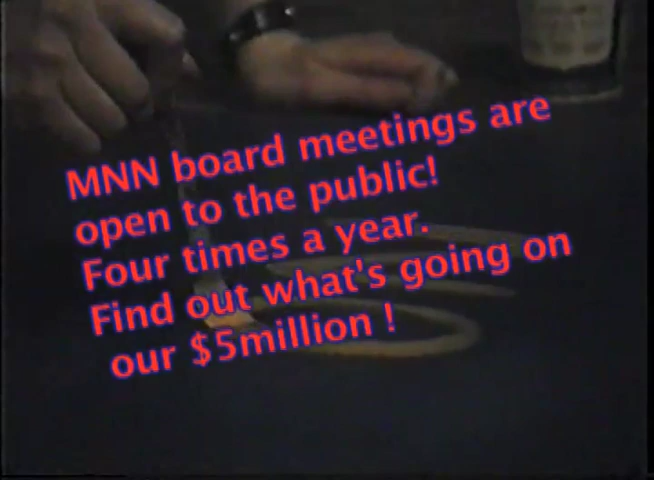 MNN board meetings are
open to the public!
Four times a year.
Find out what's going on
our $5million !